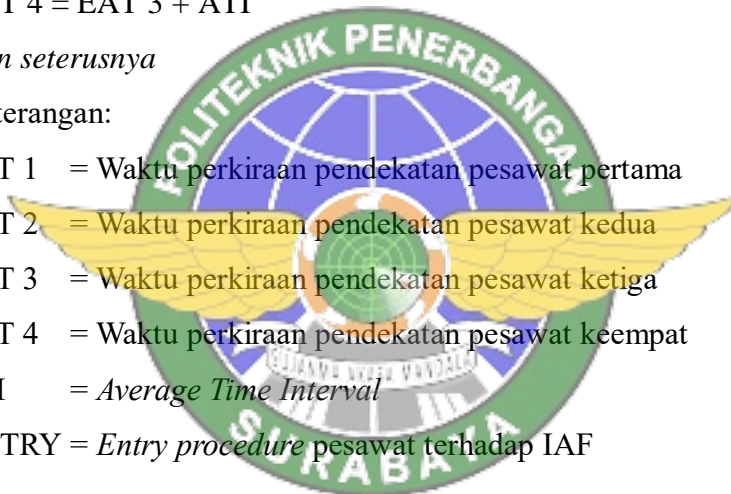 T 4 = EAT 3 + ATI
n seterusnya
terangan:
T 1 = Waktu perkiraan pendekatan pesawat pertama
T 2 = Waktu perkiraan pendekatan pesawat kedua
T 3 = Waktu perkiraan pendekatan pesawat ketiga
T 4 = Waktu perkiraan pendekatan pesawat keempat
I = Average Time Interval
TRY = Entry procedure pesawat terhadap IAF
POLITEKNIK PENERBANGAN
SURABAYA